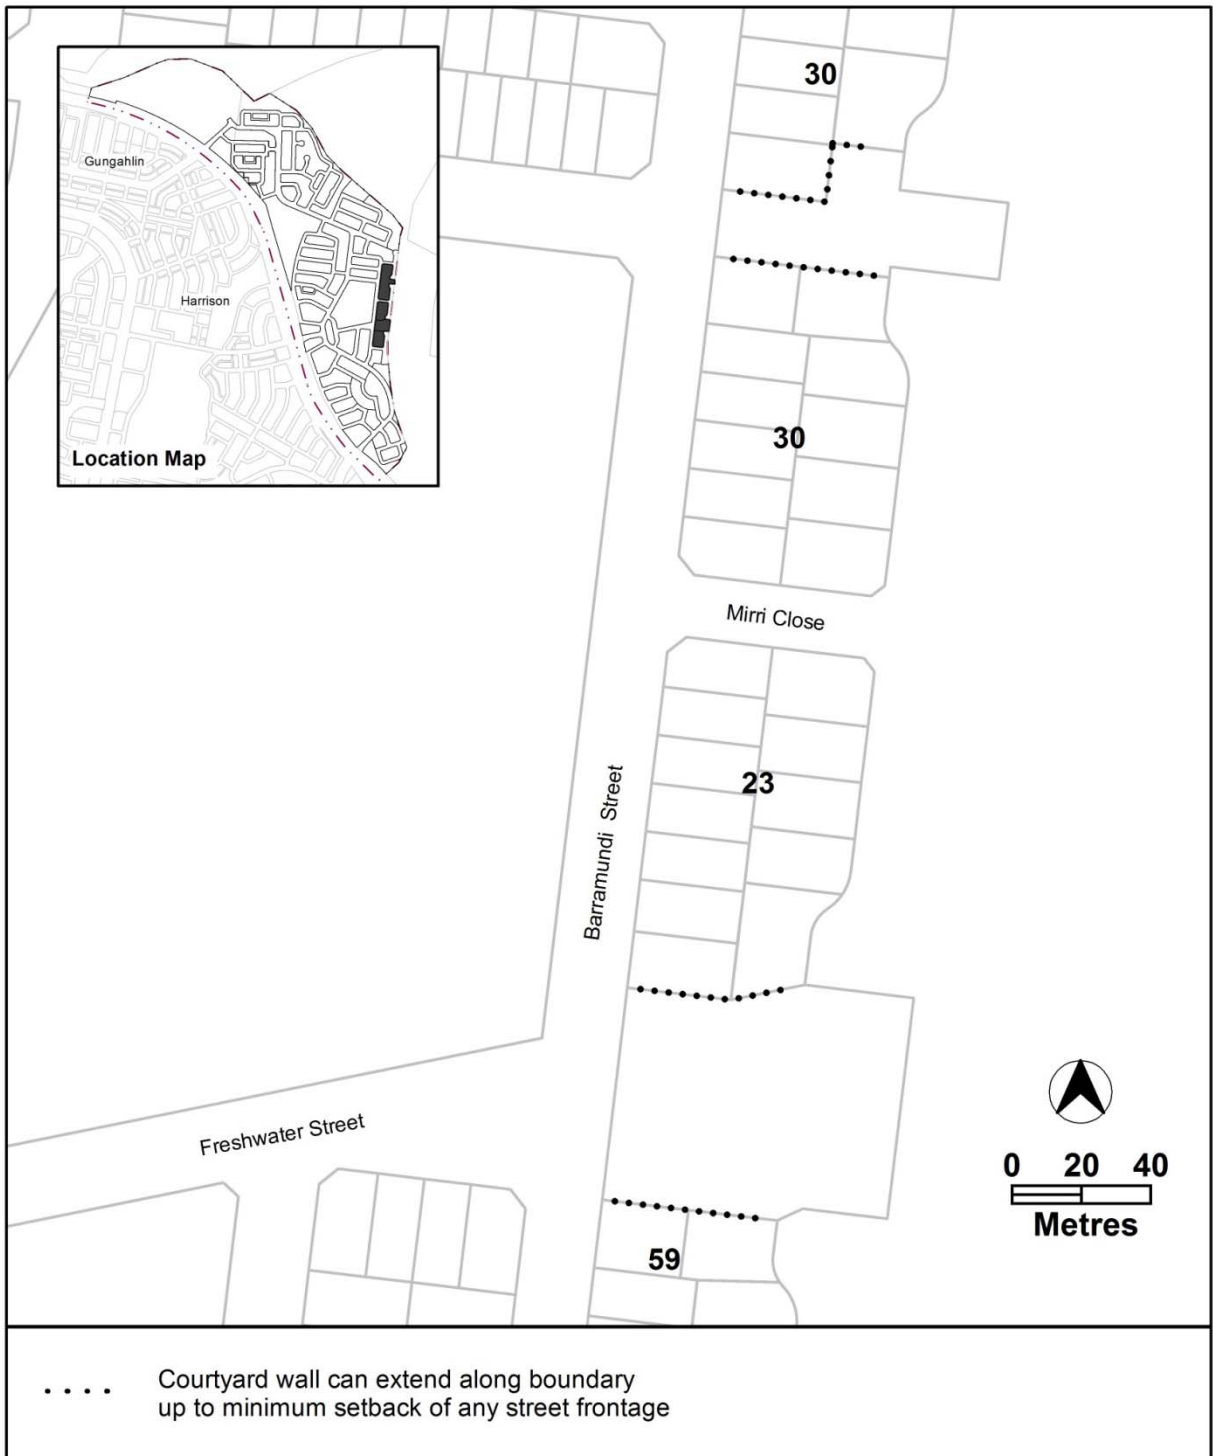 30
Gungahlin
Harrison
Location Map
30
Mirri Close
23
Barramundi Street
Freshwater Street
0 20 40
Metres
59
Courtyard wall can extend along boundary
up to minimum setback of any street frontage